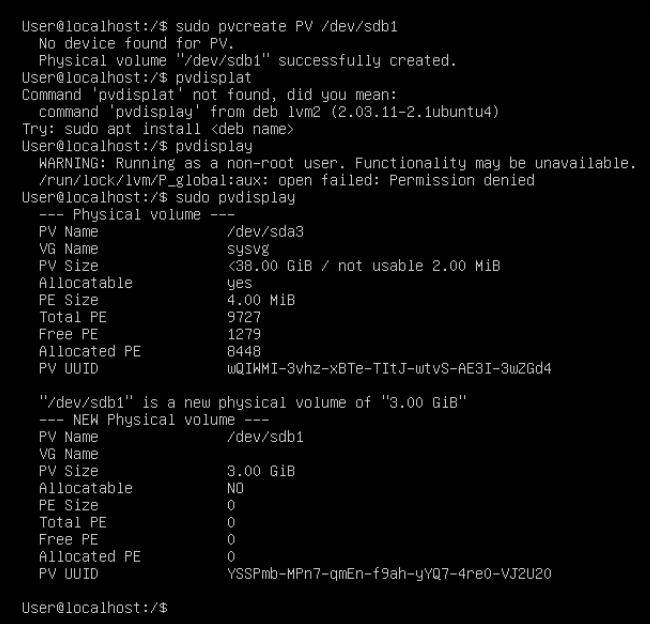 User@localhost:/$ sudo pvcreate PV /dev/sdb1
No device found for PV.
Physical volume "/dev/sdb1" successfully created.
User@localhost:/$ pvdisplat
Command 'pvdisplat' not found, did you mean:
command 'pvdisplay' from deb lvm2 (2.03.11-2.1ubuntu4)
Try: sudo apt install <deb name>
User@localhost:/$ pvdisplay
WARNING: Running as a non-root user. Functionality may be unavailable.
/run/lock/lvm/P_global:aux: open failed: Permission denied
User@localhost:/$ sudo pvdisplay
--- Physical volume ---
PV Name /dev/sda3
VG Name sysvg
PV Size <38.00 GiB / not usable 2.00 MiB
Allocatable yes
PE Size 4.00 MiB
Total PE 9727
Free PE 1279
Allocated PE 8448
PV UUID wQIWMI-3vhz-xBTe-TItJ-wtvS-AE3I-3wZGd4
"/dev/sdb1" is a new physical volume of "3.00 GiB"
--- NEW Physical volume ---
PV Name /dev/sdb1
VG Name
PV Size 3.00 GiB
Allocatable NO
PE Size 0
Total PE 0
Free PE 0
Allocated PE 0
PV UUID YSSPmb-MPn7-qmEn-f9ah-yYQ7-4re0-VJ2U2O
User@localhost:/$